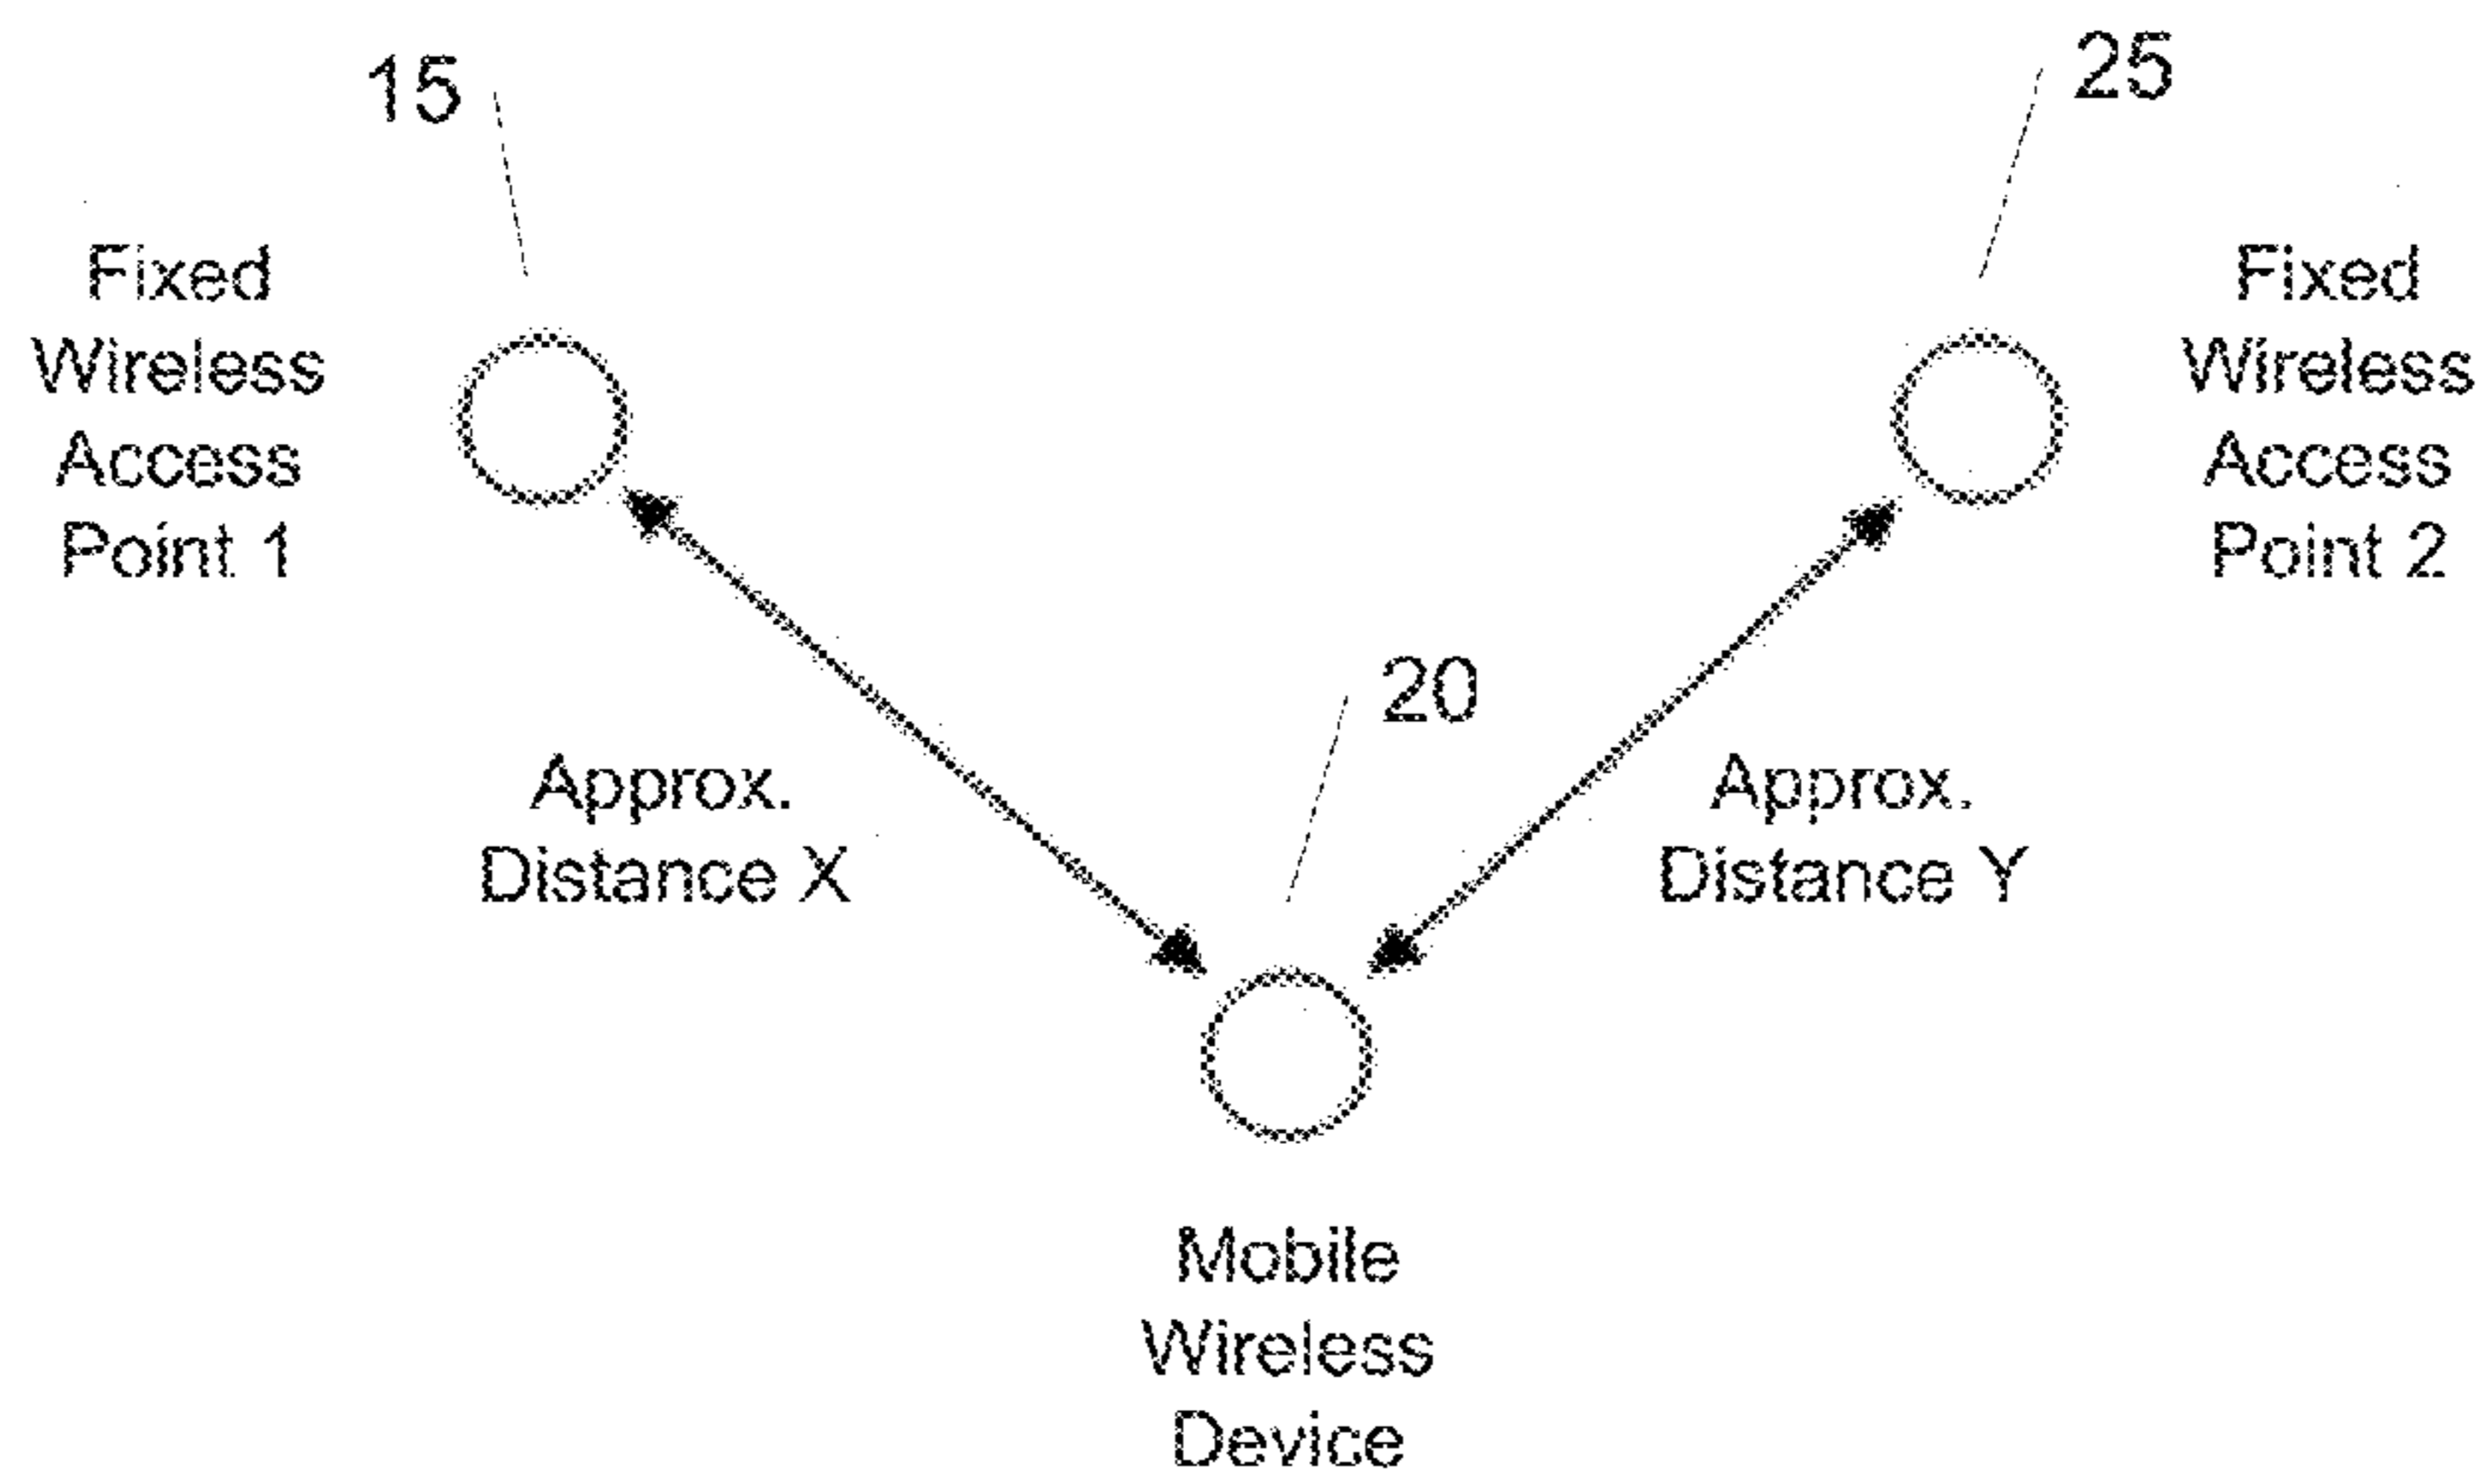 15
25
Fixed
Wireless
Access
Point 1
Fixed
Wireless
Access
Point 2
20
Approx.
Distance X
Approx.
Distance Y
Mobile
Wireless
Device